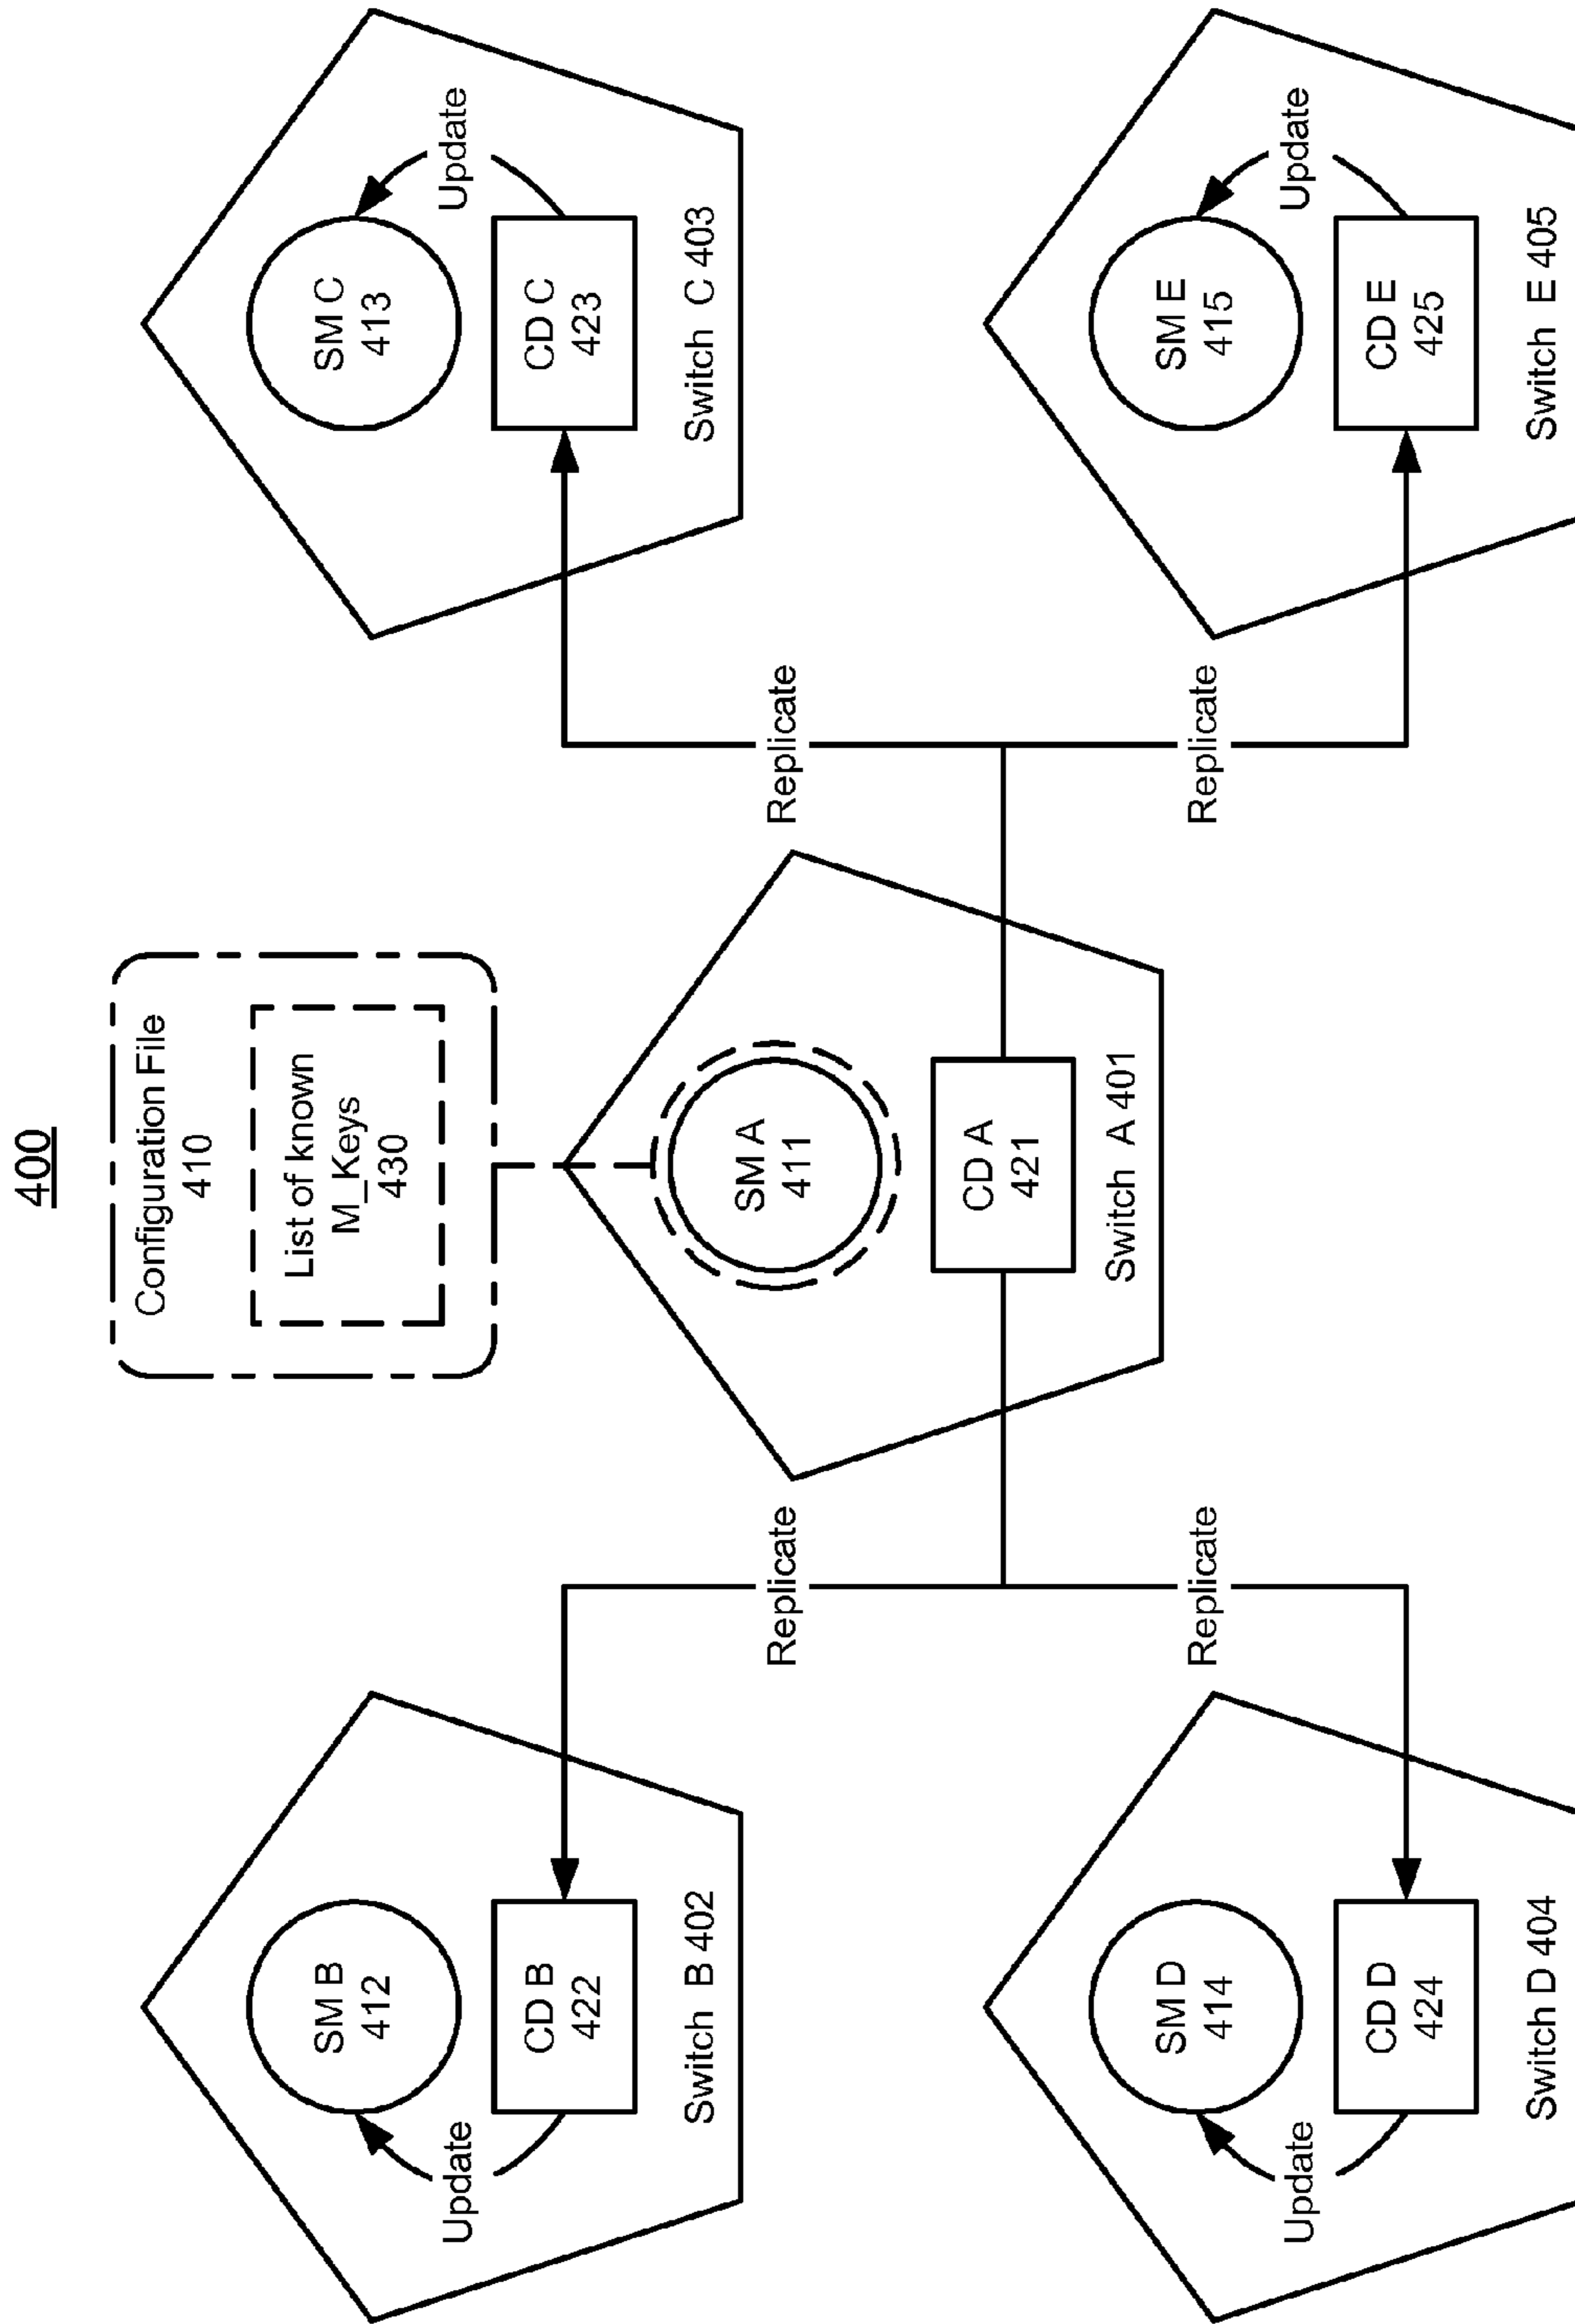 400
Configuration File
410
List of known
M_Keys
430
SM B
412
Update
CD B
422
Switch B 402
SM C
413
Update
CD C
423
Switch C 403
Replicate
Replicate
SM A
411
CD A
421
Switch A 401
Replicate
Replicate
SM D
414
Update
CD D
424
Switch D 404
SM E
415
Update
CD E
425
Switch E 405